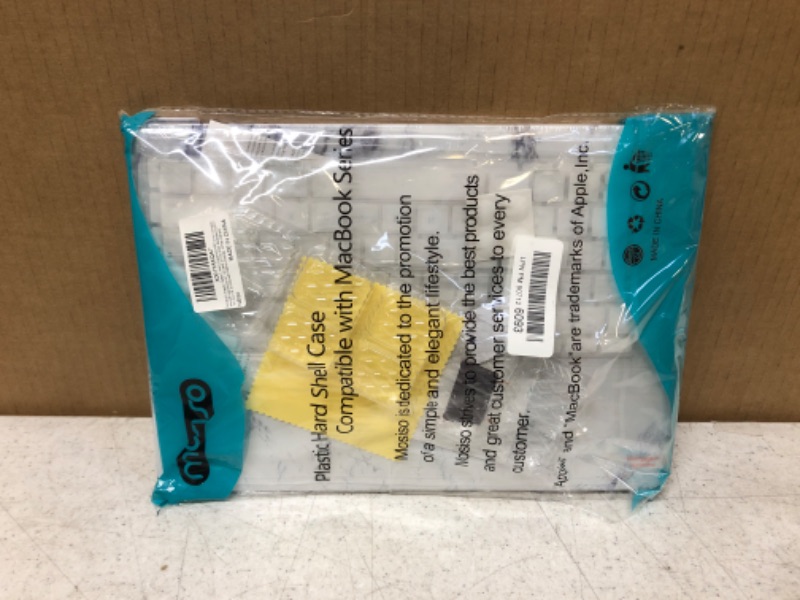 Mosiso
Plastic Hard Shell Case
Compatible with MacBook Series
Mosiso is dedicated to the promotion
of a simple and elegant lifestyle.
Mosiso strives to provide the best products
and great customer services to every
customer.
and "MacBook" are trademarks of Apple, Inc.
6093
MADE IN CHINA